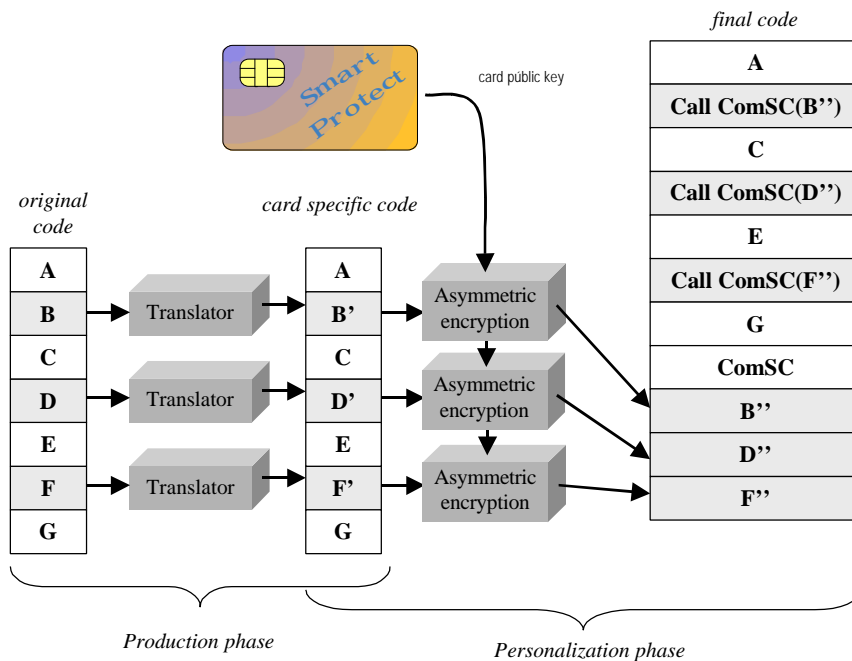 final code
A
Call ComSC(B’’)
C
Call ComSC(D’’)
E
Call ComSC(F’’)
G
ComSC
B’’
D’’
F’’
Smart
Protect
card públic key
original
code
A
B
C
D
E
F
G
Translator
Translator
Translator
card specific code
A
B’
C
D’
E
F’
G
Asymmetric
encryption
Asymmetric
encryption
Asymmetric
encryption
Production phase
Personalization phase